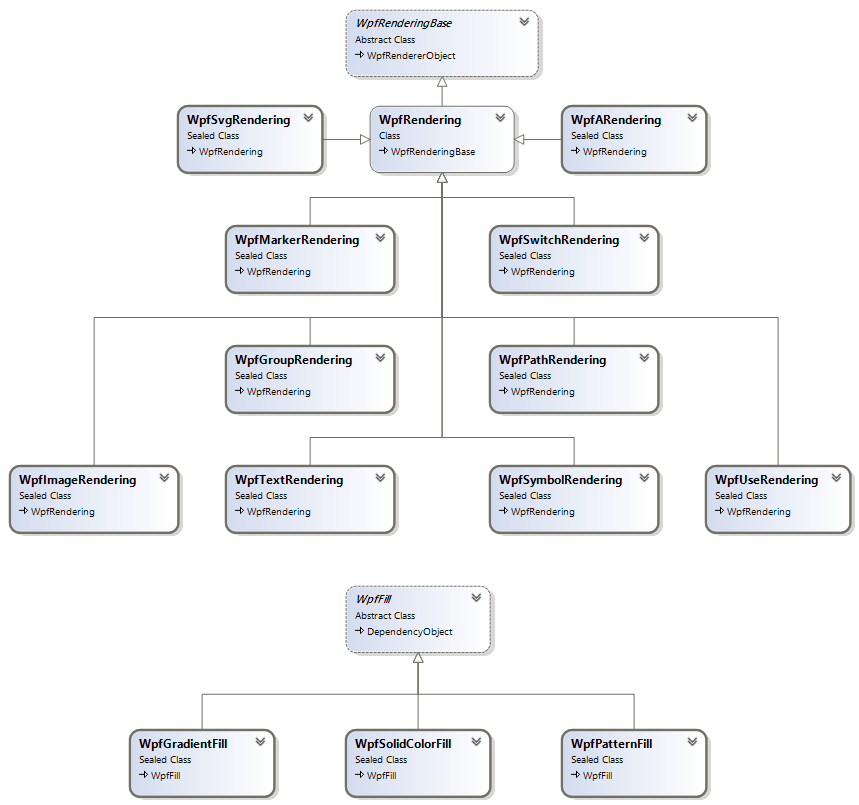 WpfRenderingBase
Abstract Class
WpfRendererObject
WpfSvgRendering
Sealed Class
WpfRendering
WpfRendering
Class
WpfRenderingBase
WpfARendering
Sealed Class
WpfRendering
WpfMarkerRendering
Sealed Class
WpfRendering
WpfSwitchRendering
Sealed Class
WpfRendering
WpfGroupRendering
Sealed Class
WpfRendering
WpfPathRendering
Sealed Class
WpfRendering
WpfImageRendering
Sealed Class
WpfRendering
WpfTextRendering
Sealed Class
WpfRendering
WpfSymbolRendering
Sealed Class
WpfRendering
WpfUseRendering
Sealed Class
WpfRendering
WpfFill
Abstract Class
DependencyObject
WpfGradientFill
Sealed Class
WpfFill
WpfSolidColorFill
Sealed Class
WpfFill
WpfPatternFill
Sealed Class
WpfFill